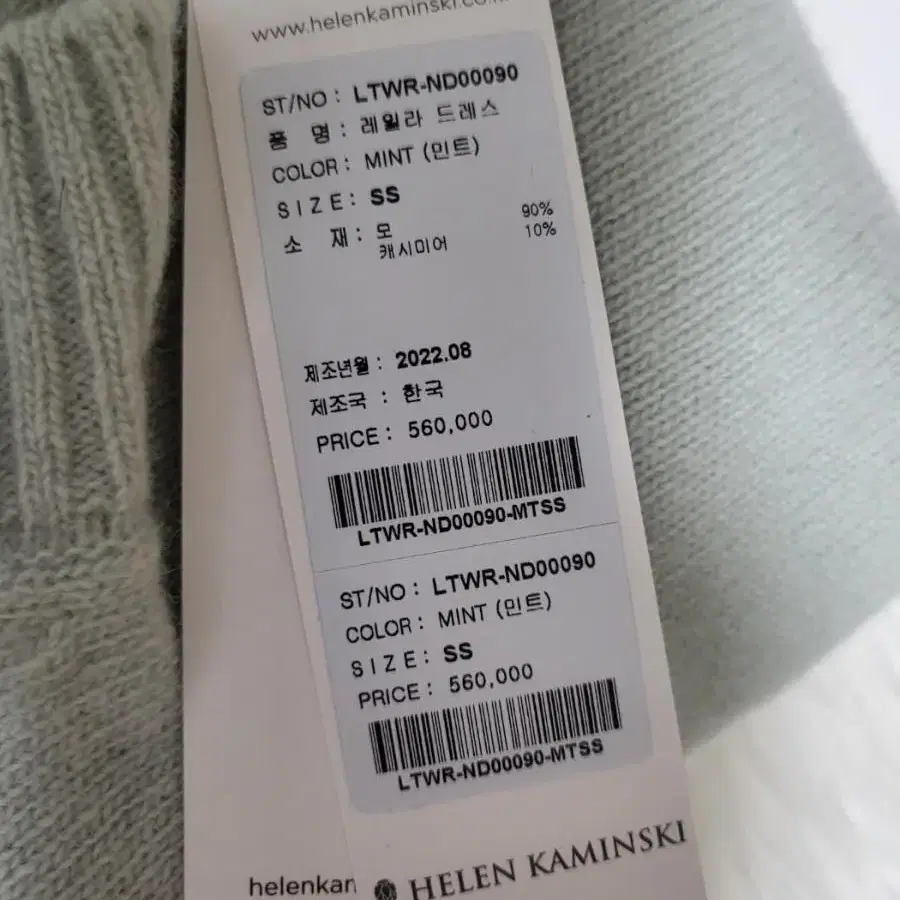 www.helenkaminski.co.k
ST/NO : LTWR-ND00090
품 명 : 레일라 드레스
COLOR : MINT (민트)
SIZE : SS
소 재 : 모 90%
캐시미어 10%
제조년월 : 2022.08
제조국 : 한국
PRICE : 560,000
LTWR-ND00090-MTSS
ST/NO : LTWR-ND00090
COLOR : MINT (민트)
SIZE : SS
PRICE : 560,000
LTWR-ND00090-MTSS
HELEN KAMINSKI
helenkan